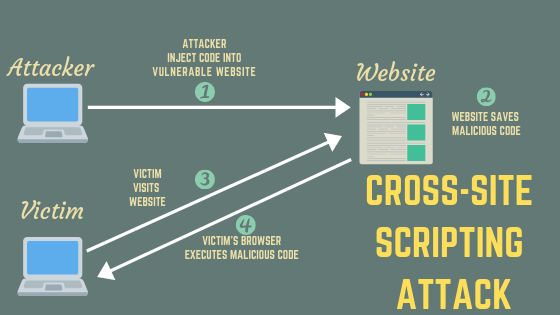 Attacker
ATTACKER
INJECT CODE INTO
VULNERABLE WEBSITE
1
Website
2
WEBSITE SAVES
MALICIOUS CODE
VICTIM
VISITS
WEBSITE
3
Victim
4
VICTIM'S BROWSER
EXECUTES MALICIOUS CODE
CROSS-SITE
SCRIPTING
ATTACK